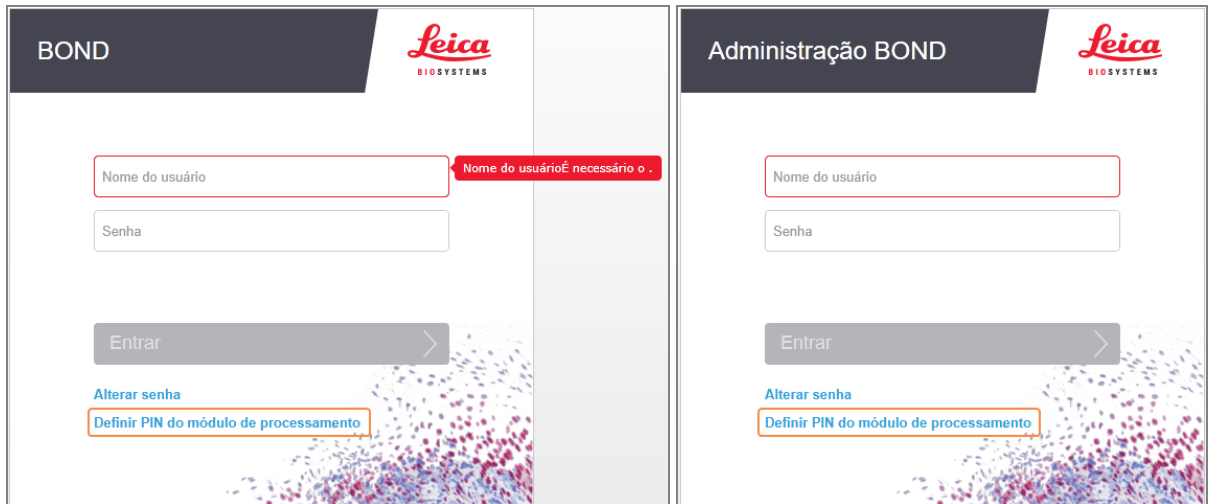 BOND
Leica
BIOSYSTEMS
Nome do usuário
Nome do usuárioÉ necessário o .
Senha
Entrar
Alterar senha
Definir PIN do módulo de processamento
Administração BOND
Leica
BIOSYSTEMS
Nome do usuário
Senha
Entrar
Alterar senha
Definir PIN do módulo de processamento